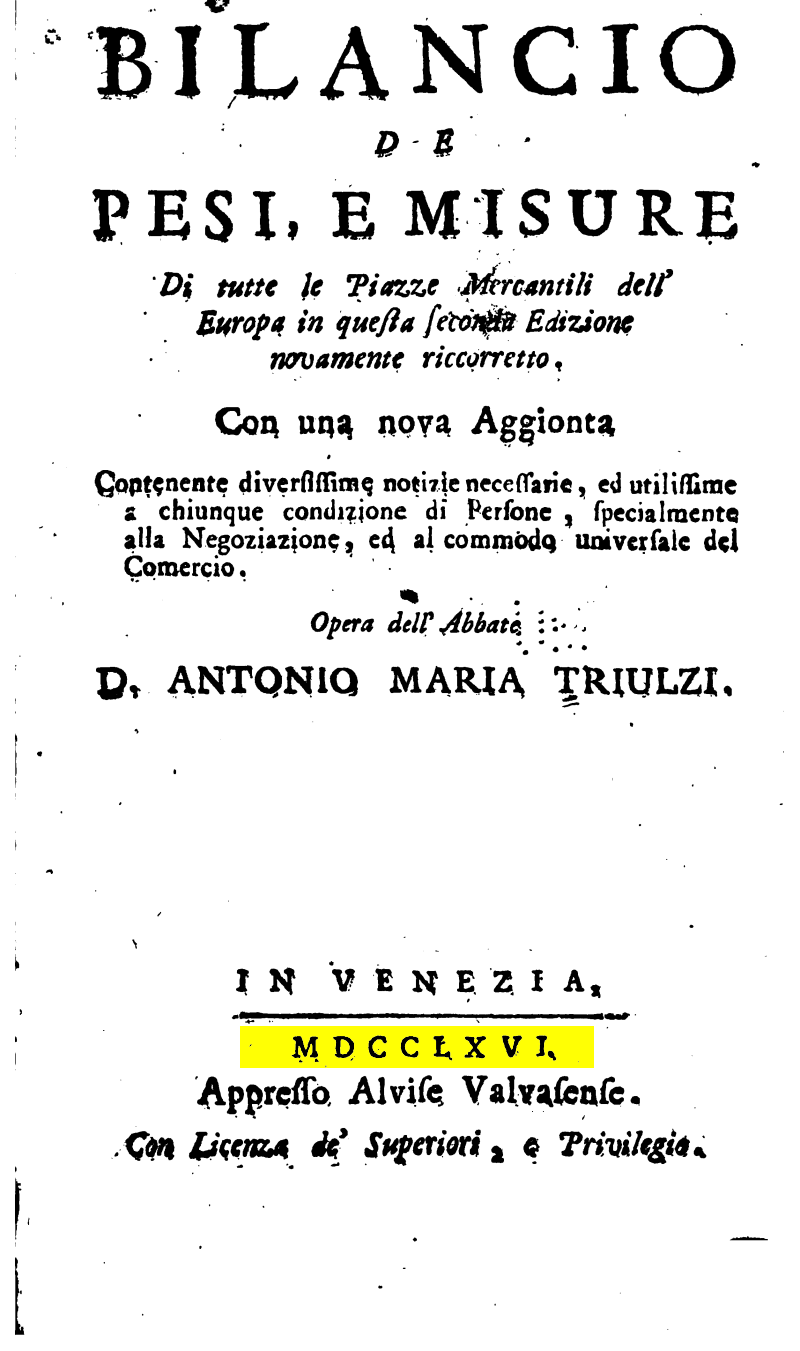 BILANCIO
DE
PESI, E MISURE
Di tutte le Piazze Mercantili dell'
Europa in queſta ſeconda Edizione
novamente riccorretto.
Con una nova Aggionta
Contenente diverſiſſime notizie neceſſarie, ed utiliſſime
a chiunque condizione di Perſone, ſpecialmente
alla Negoziazione, ed al commodo univerſale del
Comercio.
Opera dell' Abbate
D. ANTONIO MARIA TRIULZI.
IN VENEZIA,
MDCCLXVI.
Appreſſo Alviſe Valvaſenſe.
Con Licenza de' Superiori, e Privilegio.